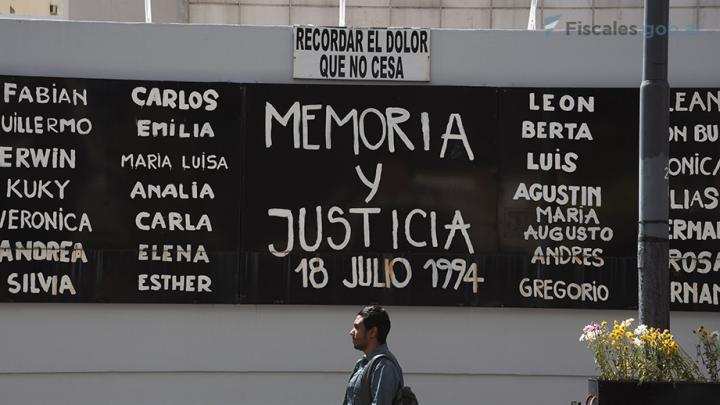 Fiscales gob.ar
RECORDAR EL DOLOR
QUE NO CESA
FABIAN
ERWIN
KUKY
VERONICA
ANDREA
SILVIA
CARLOS
EMILIA
MARIA LUISA
ANALIA
CARLA
ELENA
ESTHER
MEMORIA
Y
JUSTICIA
18 JULIO 1994
LEON
BERTA
LUIS
AGUSTIN
MARIA
AUGUSTO
ANDRES
GREGORIO